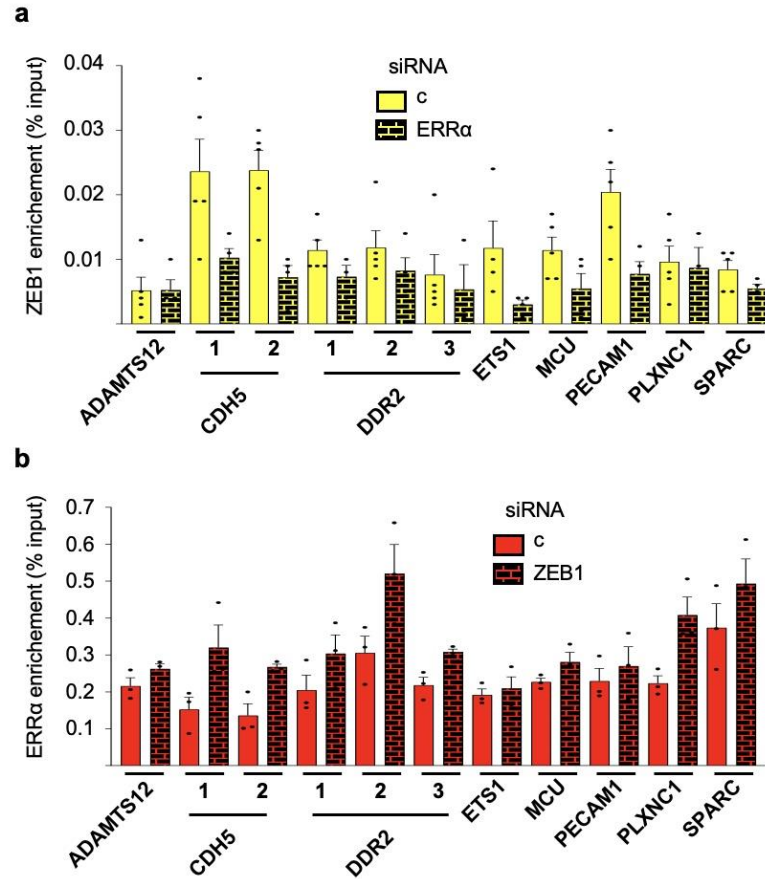 a
ZEB1 enrichement (% input)
0.04
0.03
0.02
0.01
siRNA
c
ERRα
1 2 1 2 3
ADAMTS12 CDH5 DDR2 ETS1 MCU PECAM1 PLXNC1 SPARC
b
ERRα enrichement (% input)
0.7
0.6
0.5
0.4
0.3
0.2
0.1
siRNA
c
ZEB1
1 2 1 2 3
ADAMTS12 CDH5 DDR2 ETS1 MCU PECAM1 PLXNC1 SPARC